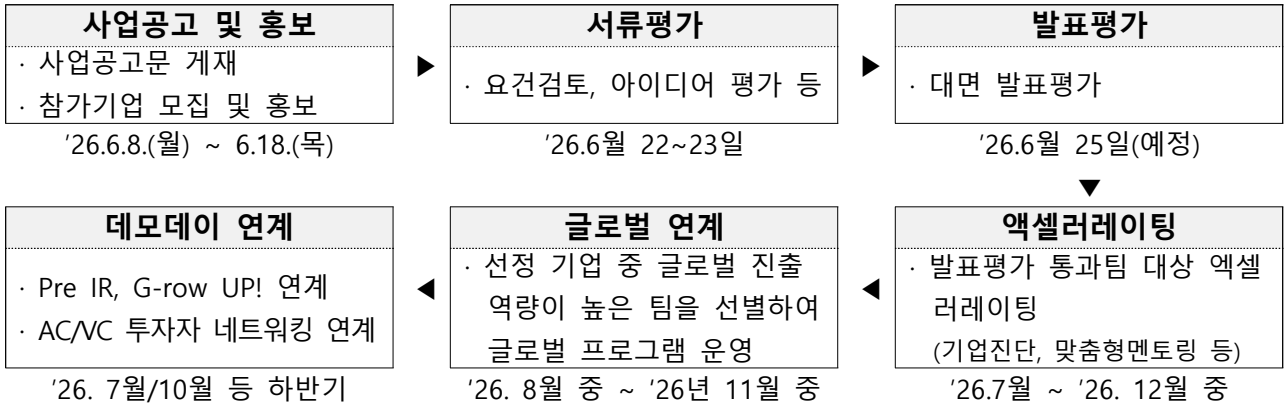 사업공고 및 홍보
· 사업공고문 게재
· 참가기업 모집 및 홍보
'26.6.8.(월) ~ 6.18.(목)
▶
서류평가
· 요건검토, 아이디어 평가 등
'26.6월 22~23일
▶
발표평가
· 대면 발표평가
'26.6월 25일(예정)
▼
액셀러레이팅
· 발표평가 통과팀 대상 엑셀
러레이팅
(기업진단, 맞춤형멘토링 등)
'26.7월 ~ '26. 12월 중
◀
글로벌 연계
· 선정 기업 중 글로벌 진출
역량이 높은 팀을 선별하여
글로벌 프로그램 운영
'26. 8월 중 ~ '26년 11월 중
◀
데모데이 연계
· Pre IR, G-row UP! 연계
· AC/VC 투자자 네트워킹 연계
'26. 7월/10월 등 하반기